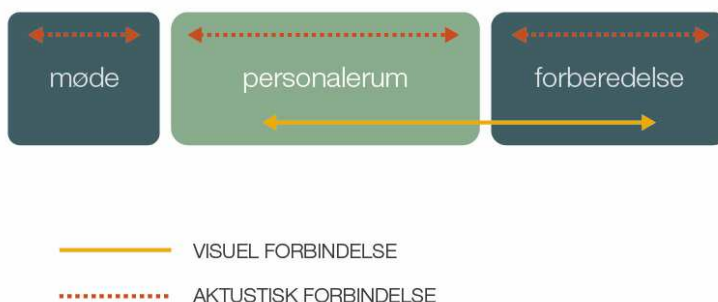 møde
personalerum
forberedelse
VISUEL FORBINDELSE
AKTUSTISK FORBINDELSE